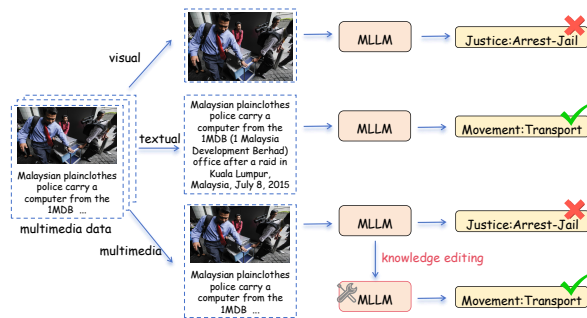 visual
MLLM
Justice:Arrest-Jail
Malaysian plainclothes
police carry a
computer from the
1MDB ...
multimedia data
textual
Malaysian plainclothes
police carry a
computer from the
1MDB (1 Malaysia
Development Berhad)
office after a raid in
Kuala Lumpur,
Malaysia, July 8, 2015
MLLM
Movement:Transport
multimedia
Malaysian plainclothes
police carry a
computer from the
1MDB ...
MLLM
Justice:Arrest-Jail
knowledge editing
MLLM
Movement:Transport